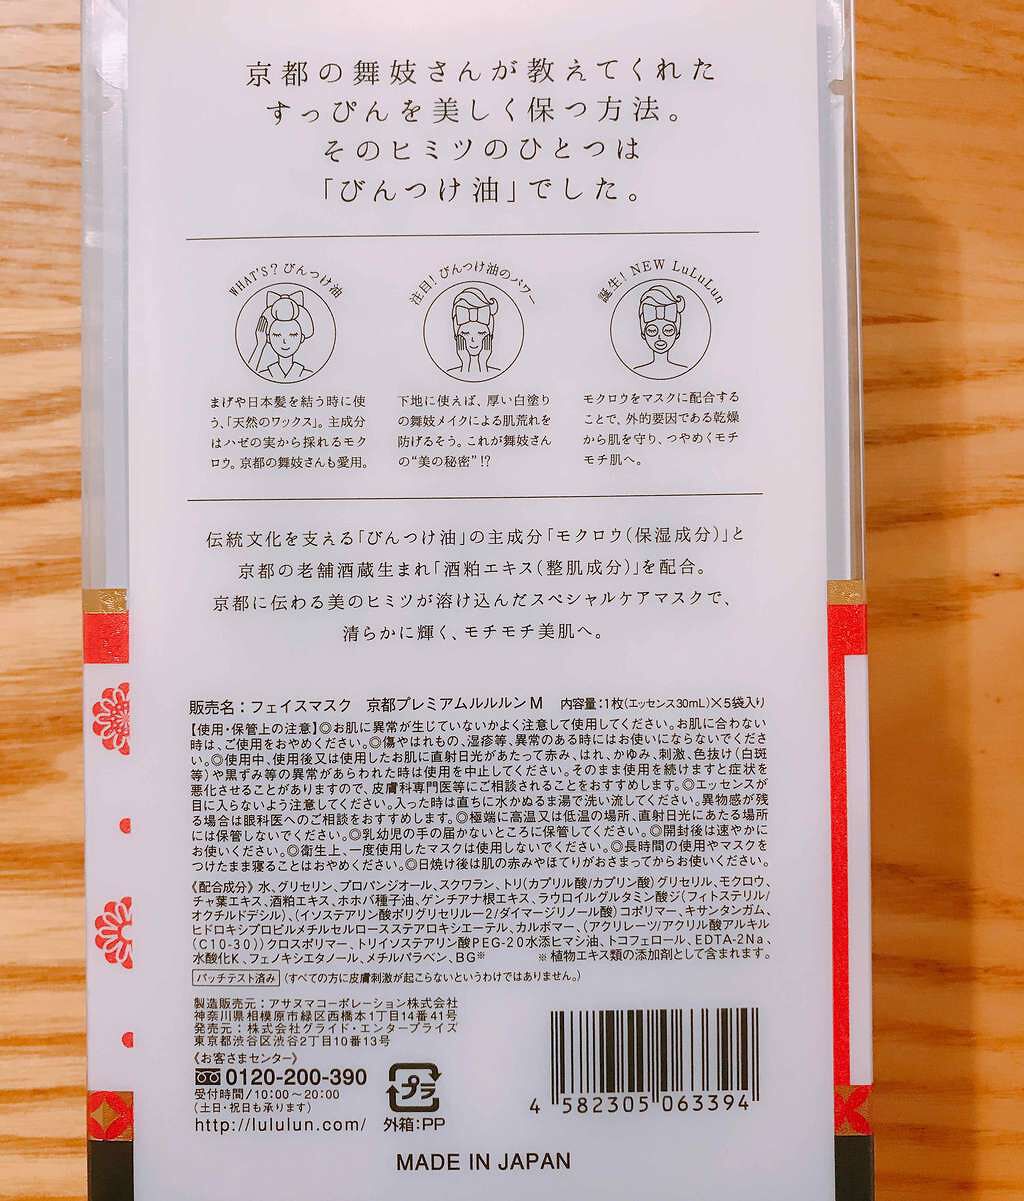 京都の舞妓さんが教えてくれた
すっぴんを美しく保つ方法。
そのヒミツのひとつは
「びんつけ油」でした。
WHAT'S? びんつけ油
まげや日本髪を結う時に使
う、「天然のワックス」。主成分
はハゼの実から採れるモク
ロウ。京都の舞妓さんも愛用。
注目! びんつけ油のパワー
下地に使えば、厚い白塗り
の舞妓メイクによる肌荒れを
防げるそう。これが舞妓さん
の“美の秘密”!?
誕生! NEW LuLuLun
モクロウをマスクに配合する
ことで、外的要因である乾燥
から肌を守り、つやめくモチ
モチ肌へ。
伝統文化を支える「びんつけ油」の主成分「モクロウ(保湿成分)」と
京都の老舗酒蔵生まれ「酒粕エキス(整肌成分)」を配合。
京都に伝わる美のヒミツが溶け込んだスペシャルケアマスクで、
清らかに輝く、モチモチ美肌へ。
販売名:フェイスマスク 京都プレミアムルルルンM 内容量:1枚(エッセンス30mL)×5袋入り
【使用・保管上の注意】◎お肌に異常が生じていないかよく注意して使用してください。お肌に合わない
時は、ご使用をおやめください。◎傷やはれもの、湿疹等、異常のある時にはお使いにならないでくださ
い。◎使用中、使用後又は使用したお肌に直射日光があたって赤み、はれ、かゆみ、刺激、色抜け(白斑
等)や黒ずみ等の異常があらわれた時は使用を中止してください。そのまま使用を続けますと症状を
悪化させることがありますので、皮膚科専門医等にご相談されることをおすすめします。◎エッセンスが
目に入らないよう注意してください。入った時は直ちに水かぬるま湯で洗い流してください。異物感が残
る場合は眼科医へのご相談をおすすめします。◎極端に高温又は低温の場所、直射日光にあたる場所
には保管しないでください。◎乳幼児の手の届かないところに保管してください。◎開封後は速やかに
お使いください。◎衛生上、一度使用したマスクは使用しないでください。◎長時間の使用やマスクを
つけたまま寝ることはおやめください。◎日焼け後は肌の赤みやほてりがおさまってからお使いください。
《配合成分》水、グリセリン、プロパンジオール、スクワラン、トリ(カプリル酸/カプリン酸)グリセリル、モクロウ、
チャ葉エキス、酒粕エキス、ホホバ種子油、ゲンチアナ根エキス、ラウロイルグルタミン酸ジ(フィトステリル/
オクチルドデシル)、(イソステアリン酸ポリグリセリル-2/ダイマージリノール酸)コポリマー、キサンタンガム、
ヒドロキシプロピルメチルセルロースステアロキシエーテル、カルボマー、(アクリレーツ/アクリル酸アルキル
(C10-30))クロスポリマー、トリイソステアリン酸PEG-20水添ヒマシ油、トコフェロール、EDTA-2Na、
水酸化K、フェノキシエタノール、メチルパラベン、BG※ ※植物エキス類の添加剤として含まれます。
パッチテスト済み (すべての方に皮膚刺激が起こらないというわけではありません。)
製造販売元:アサヌマコーポレーション株式会社
神奈川県相模原市緑区西橋本1丁目14番41号
発売元:株式会社グライド・エンタープライズ
東京都渋谷区渋谷2丁目10番13号
《お客さまセンター》
0120-200-390
受付時間/10:00~20:00
(土日・祝日も承ります)
http://lululun.com/
プラ
外箱:PP
4 582305 063394
MADE IN JAPAN